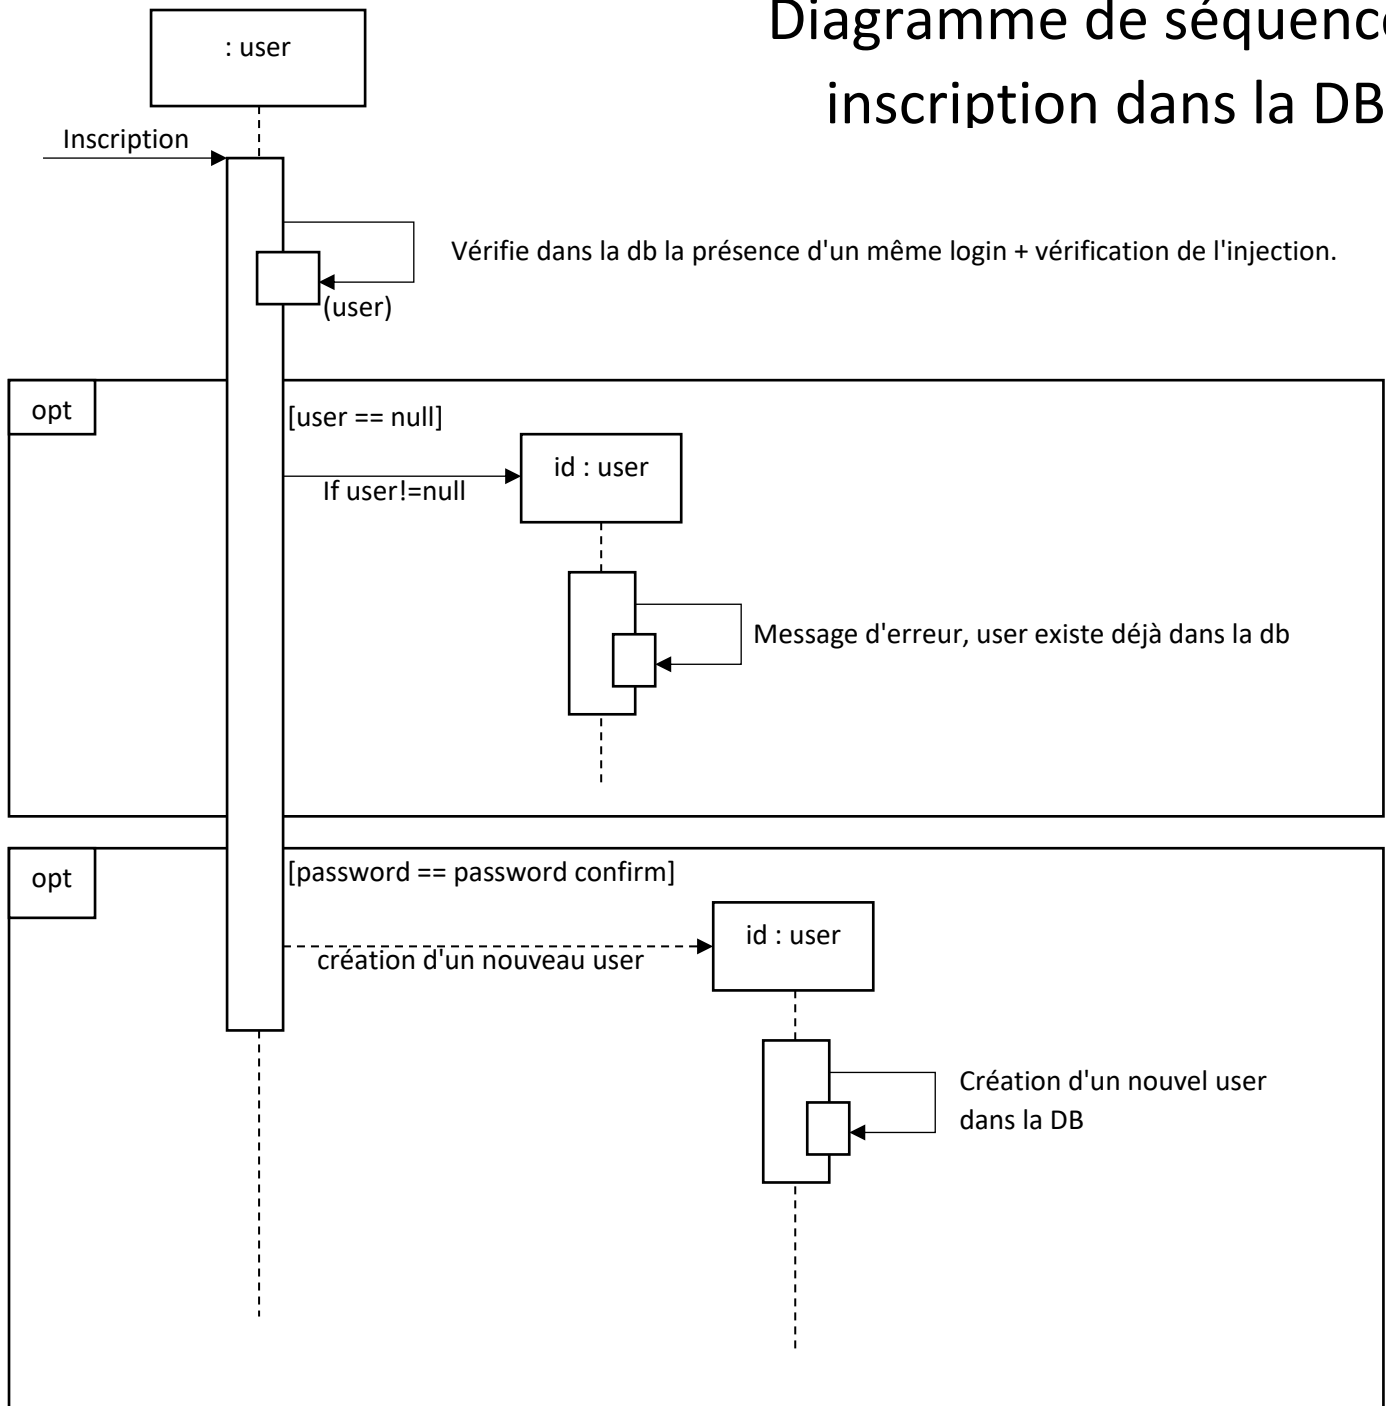 Diagramme de séquence
inscription dans la DB
: user
Inscription
Vérifie dans la db la présence d'un même login + vérification de l'injection.
(user)
opt
[user == null]
id : user
If user!=null
Message d'erreur, user existe déjà dans la db
opt
[password == password confirm]
id : user
création d'un nouveau user
Création d'un nouvel user
dans la DB